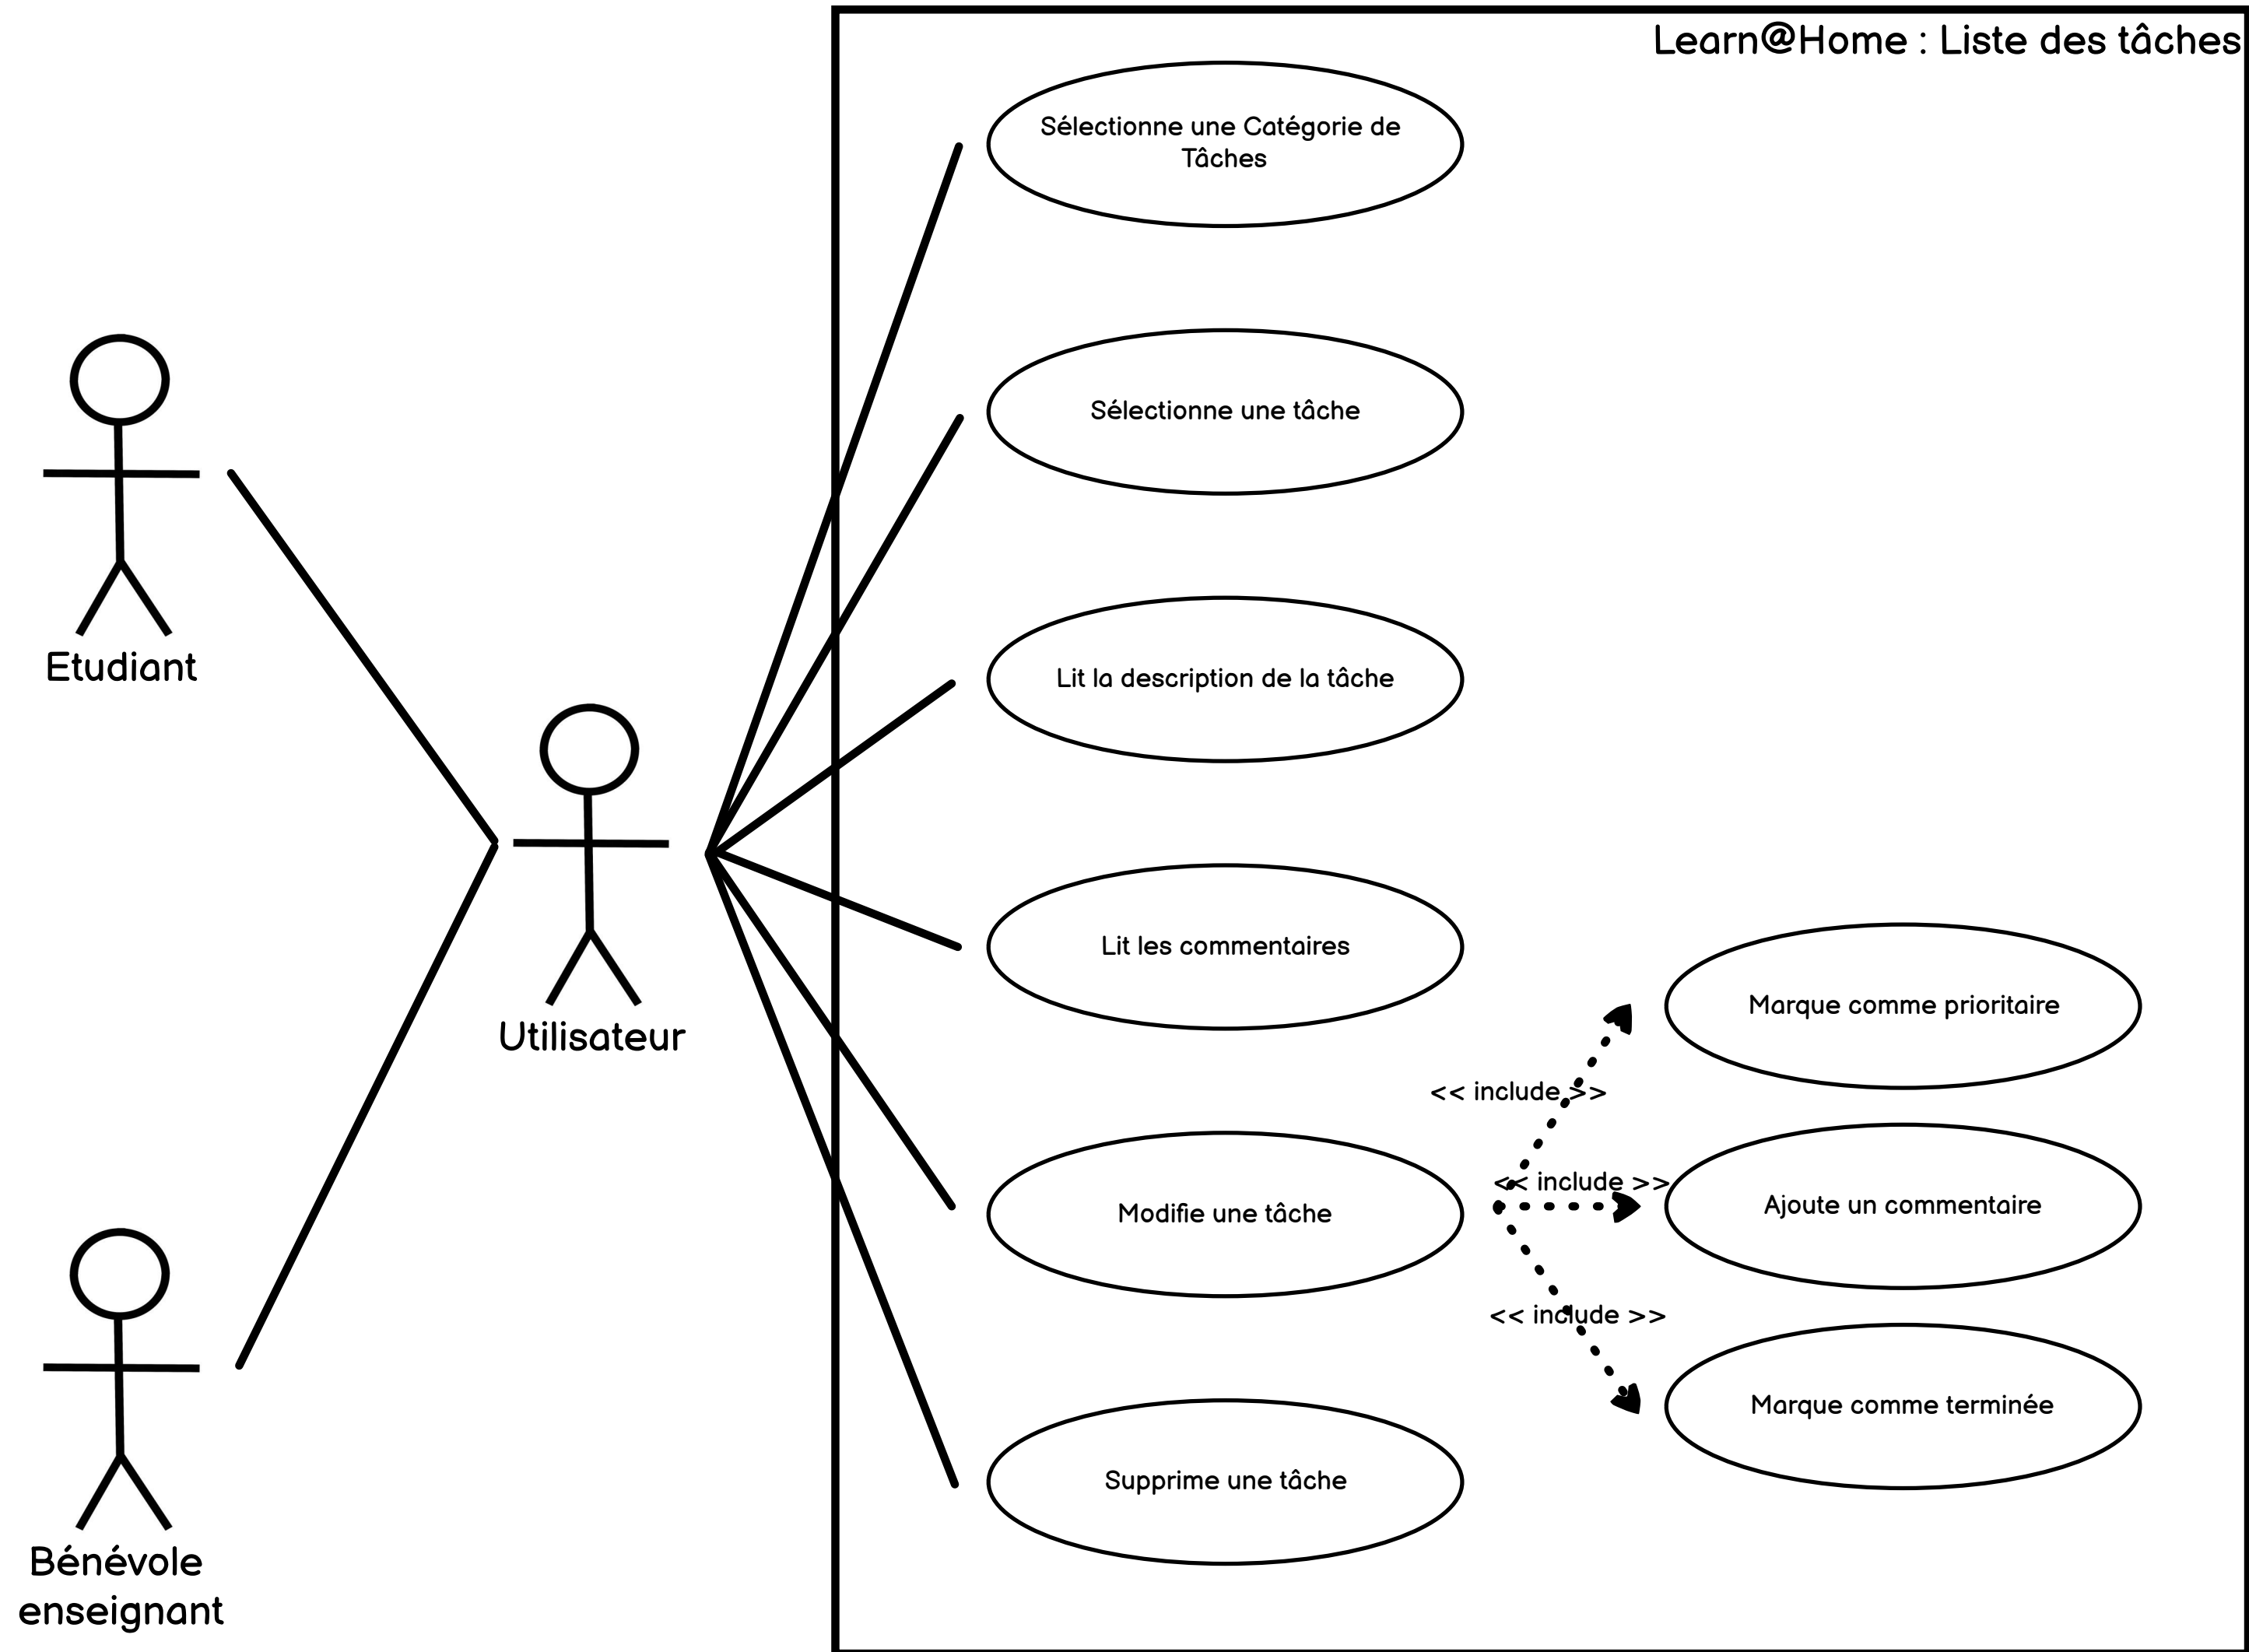 Learn@Home : Liste des tâches
Sélectionne une Catégorie de
Tâches
Sélectionne une tâche
Lit la description de la tâche
Etudiant
Lit les commentaires
Utilisateur
Marque comme prioritaire
<< include >>
<< include >>
Ajoute un commentaire
Modifie une tâche
<< include >>
Marque comme terminée
Supprime une tâche
Bénévole
enseignant